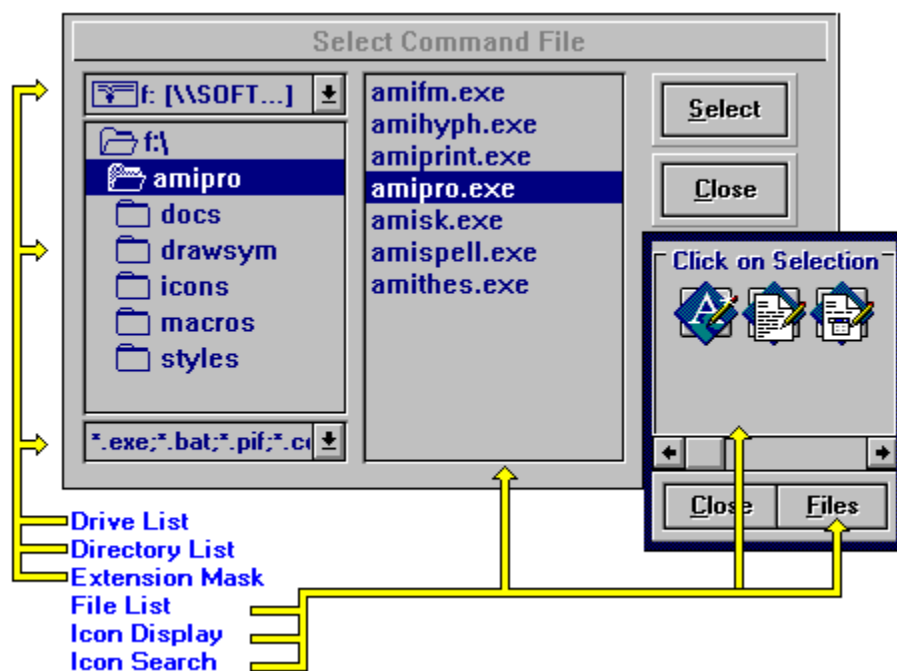 Select Command File
f: [\\SOFT...]
f:\
amipro
docs
drawsym
icons
macros
styles
*.exe;*.bat;*.pif;*.c
amifm.exe
amihyph.exe
amiprint.exe
amipro.exe
amisk.exe
amispell.exe
amithes.exe
Select
Close
Click on Selection
Close
Files
Drive List
Directory List
Extension Mask
File List
Icon Display
Icon Search